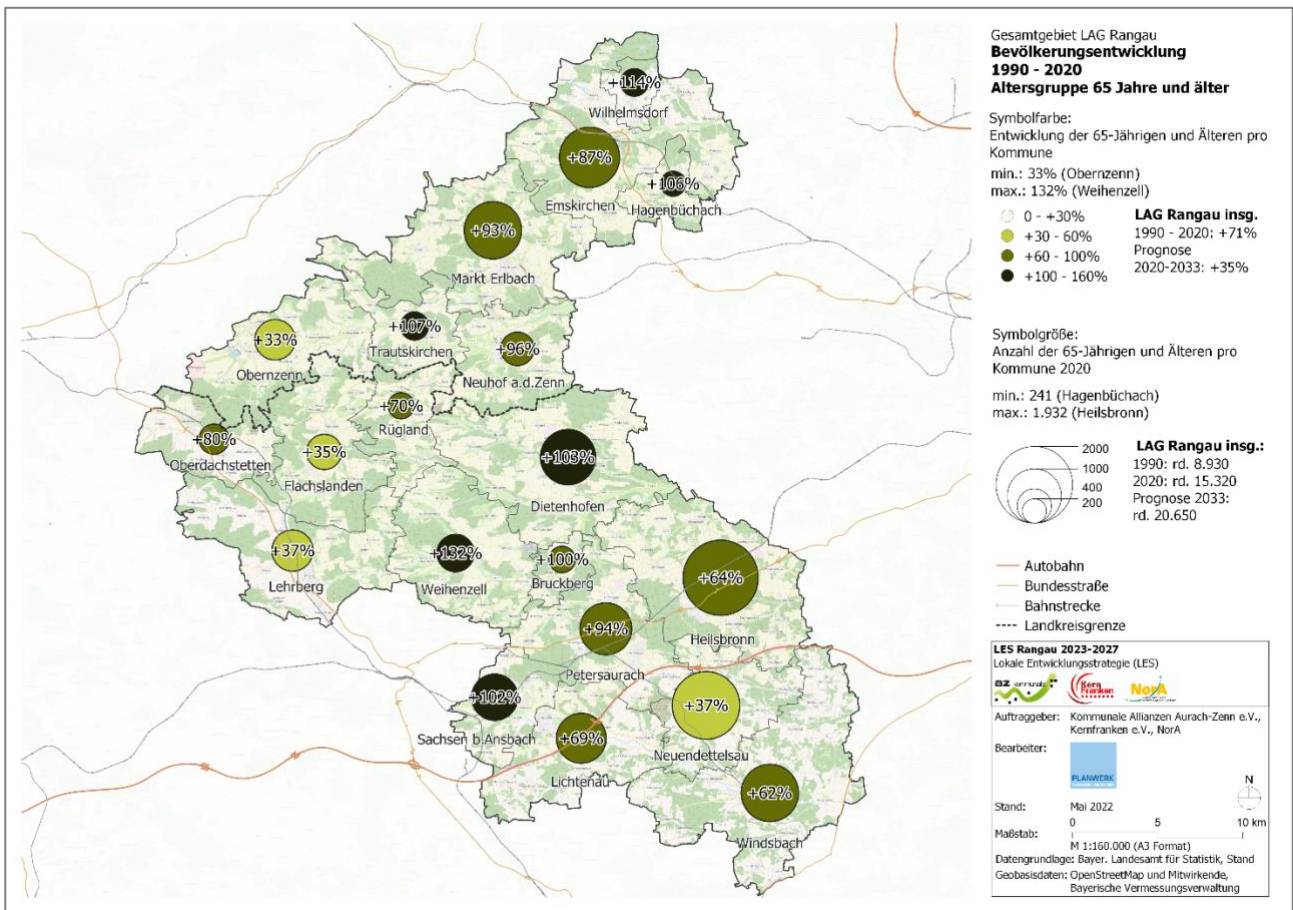 +114%
Wilhelmsdorf
+87%
Emskirchen
+106%
Hagenbüchach
+93%
Markt Erlbach
+107%
Trautskirchen
+33%
Obernzenn
+96%
Neuhof a.d.Zenn
+70%
Rügland
+80%
Oberdachstetten
+35%
Flachslanden
+103%
Dietenhofen
+37%
Lehrberg
+132%
Weihenzell
+100%
Bruckberg
+64%
Heilsbronn
+94%
Petersaurach
+102%
Sachsen b.Ansbach
+69%
Lichtenau
+37%
Neuendettelsau
+62%
Windsbach
Gesamtgebiet LAG Rangau
Bevölkerungsentwicklung
1990 - 2020
Altersgruppe 65 Jahre und älter
Symbolfarbe:
Entwicklung der 65-Jährigen und Älteren pro
Kommune
min.: 33% (Obernzenn)
max.: 132% (Weihenzell)
0 - +30%
+30 - 60%
+60 - 100%
+100 - 160%
LAG Rangau insg.
1990 - 2020: +71%
Prognose
2020-2033: +35%
Symbolgröße:
Anzahl der 65-Jährigen und Älteren pro
Kommune 2020
min.: 241 (Hagenbüchach)
max.: 1.932 (Heilsbronn)
2000
1000
400
200
LAG Rangau insg.:
1990: rd. 8.930
2020: rd. 15.320
Prognose 2033:
rd. 20.650
Autobahn
Bundesstraße
Bahnstrecke
Landkreisgrenze
LES Rangau 2023-2027
Lokale Entwicklungsstrategie (LES)
az
Kern
Franken
NorA
Auftraggeber: Kommunale Allianzen Aurach-Zenn e.V.,
Kernfranken e.V., NorA
Bearbeiter:
PLANWERK
N
Stand: Mai 2022
0 5 10 km
Maßstab:
M 1:160.000 (A3 Format)
Datengrundlage: Bayer. Landesamt für Statistik, Stand
Geobasisdaten: OpenStreetMap und Mitwirkende,
Bayerische Vermessungsverwaltung